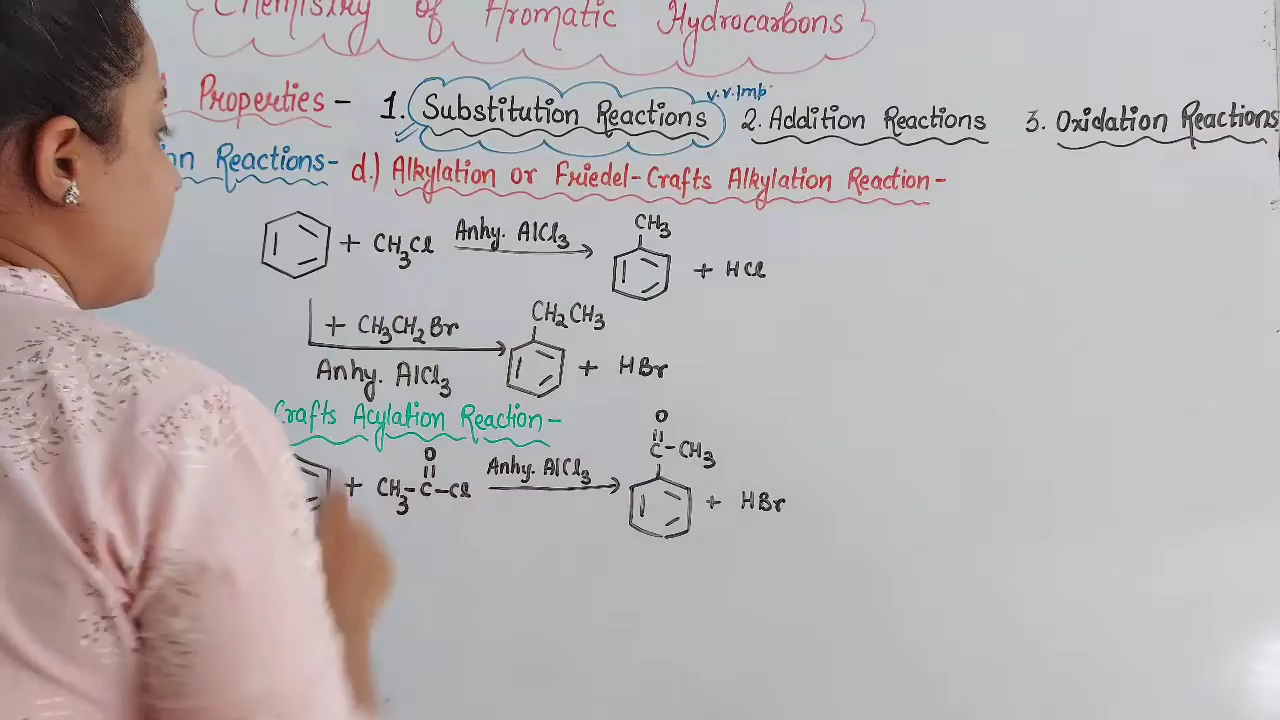 Chemistry of Aromatic Hydrocarbons
Properties - 1. Substitution Reactions v.v.Imp. 2. Addition Reactions 3. Oxidation Reactions
on Reactions- d.) Alkylation or Friedel-Crafts Alkylation Reaction-
+ CH₃Cl Anhy. AlCl₃ CH₃ + HCl
+ CH₃CH₂Br Anhy. AlCl₃ CH₂CH₃ + HBr
Crafts Acylation Reaction-
+ CH₃-C(=O)-Cl Anhy. AlCl₃ O=C-CH₃ + HBr